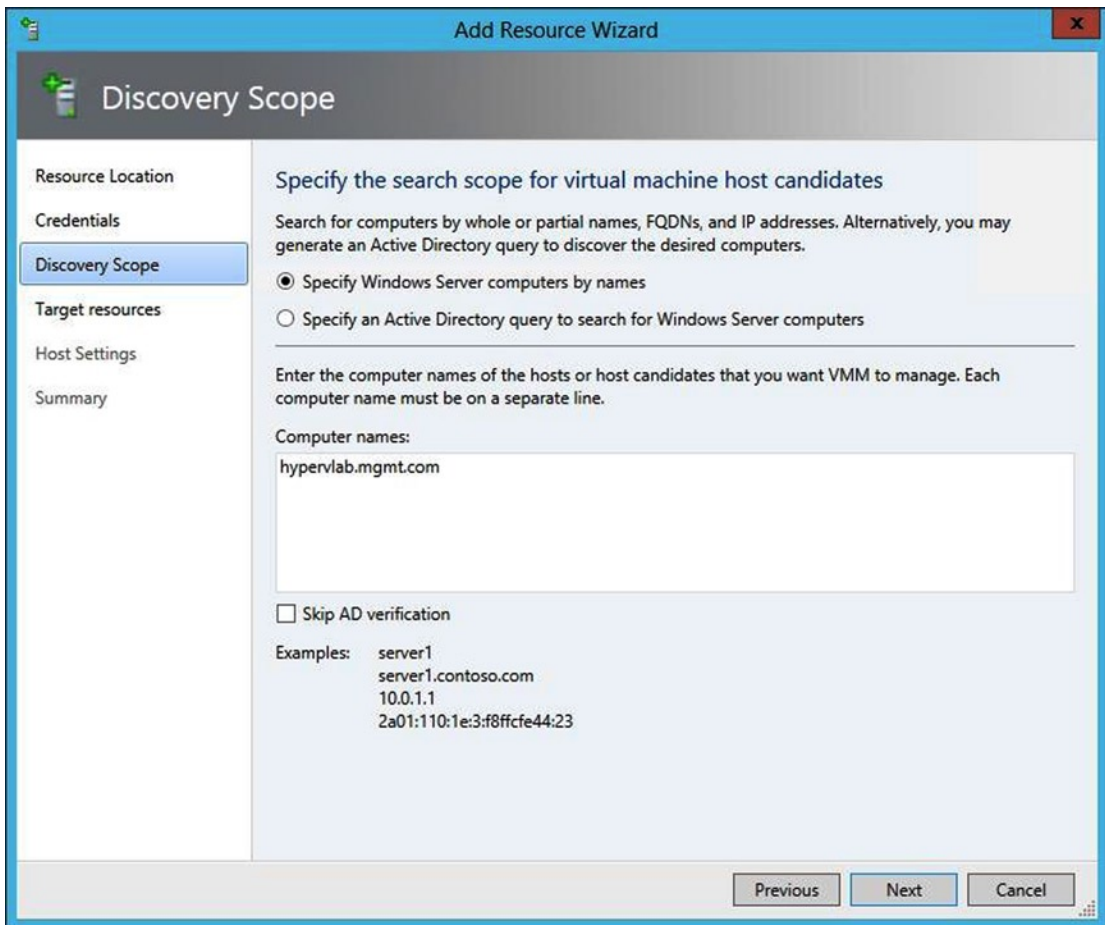 Add Resource Wizard
x
Discovery Scope
Resource Location
Credentials
Discovery Scope
Target resources
Host Settings
Summary
Specify the search scope for virtual machine host candidates
Search for computers by whole or partial names, FQDNs, and IP addresses. Alternatively, you may
generate an Active Directory query to discover the desired computers.
Specify Windows Server computers by names
Specify an Active Directory query to search for Windows Server computers
Enter the computer names of the hosts or host candidates that you want VMM to manage. Each
computer name must be on a separate line.
Computer names:
hypervlab.mgmt.com
Skip AD verification
Examples: server1
server1.contoso.com
10.0.1.1
2a01:110:1e:3:f8ffcfe44:23
Previous Next Cancel